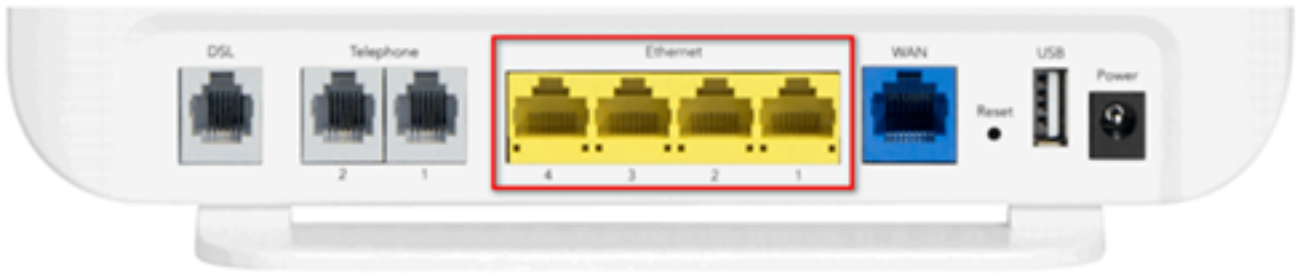 DSL Telephone Ethernet WAN USB Power
Reset
2 1 4 3 2 1